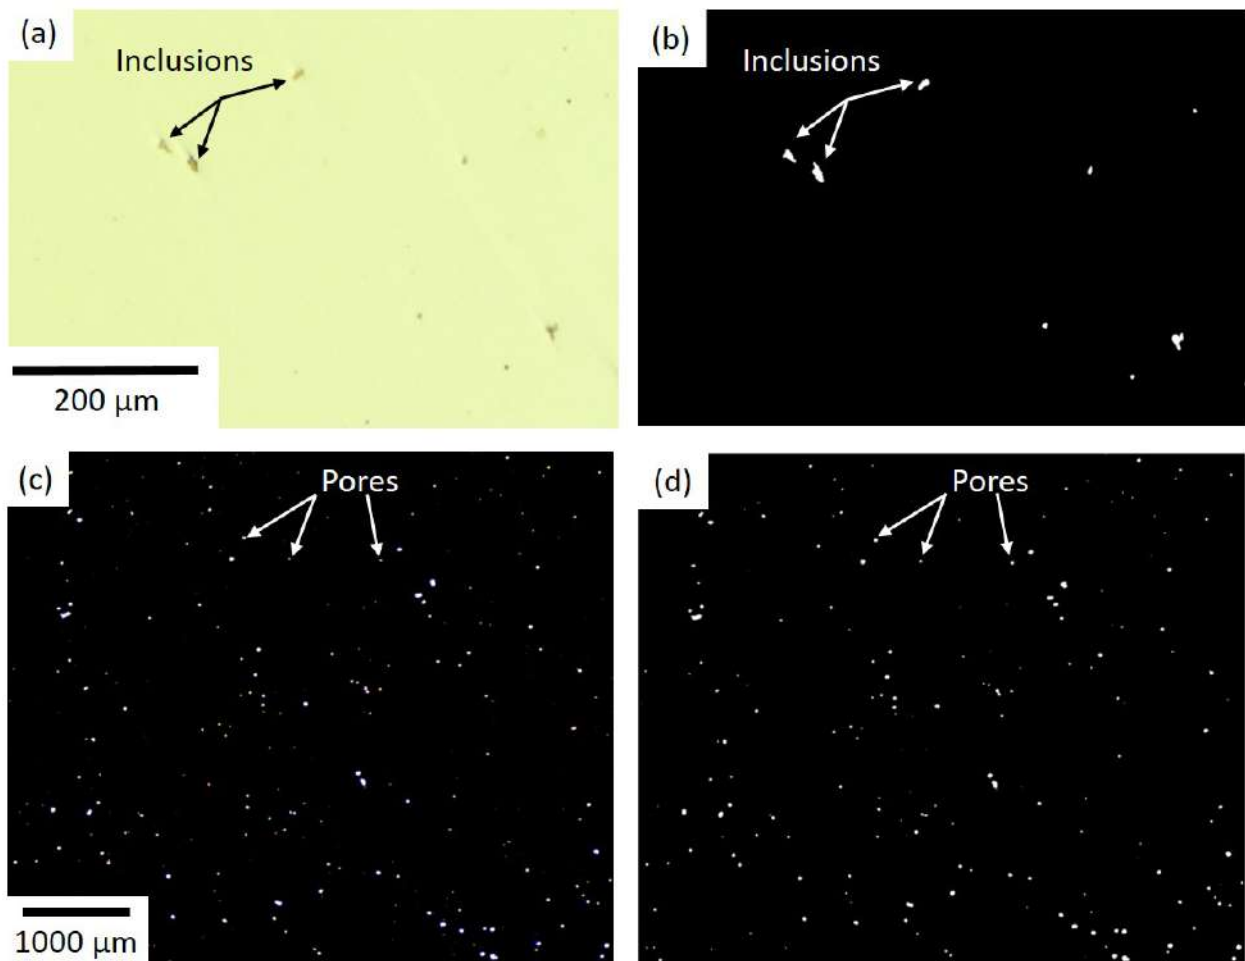 (a)
Inclusions
200 μm
(b)
Inclusions
(c)
Pores
1000 μm
(d)
Pores